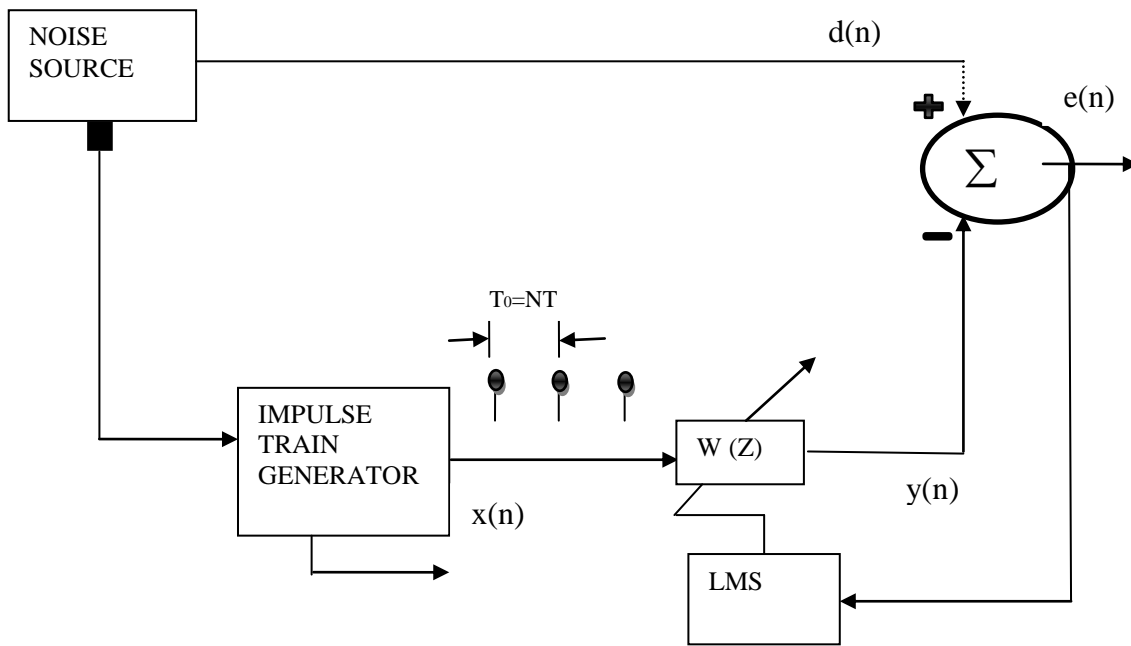 NOISE
SOURCE
d(n)
e(n)
+
Σ
−
T₀=NT
IMPULSE
TRAIN
GENERATOR
W (Z)
x(n)
y(n)
LMS